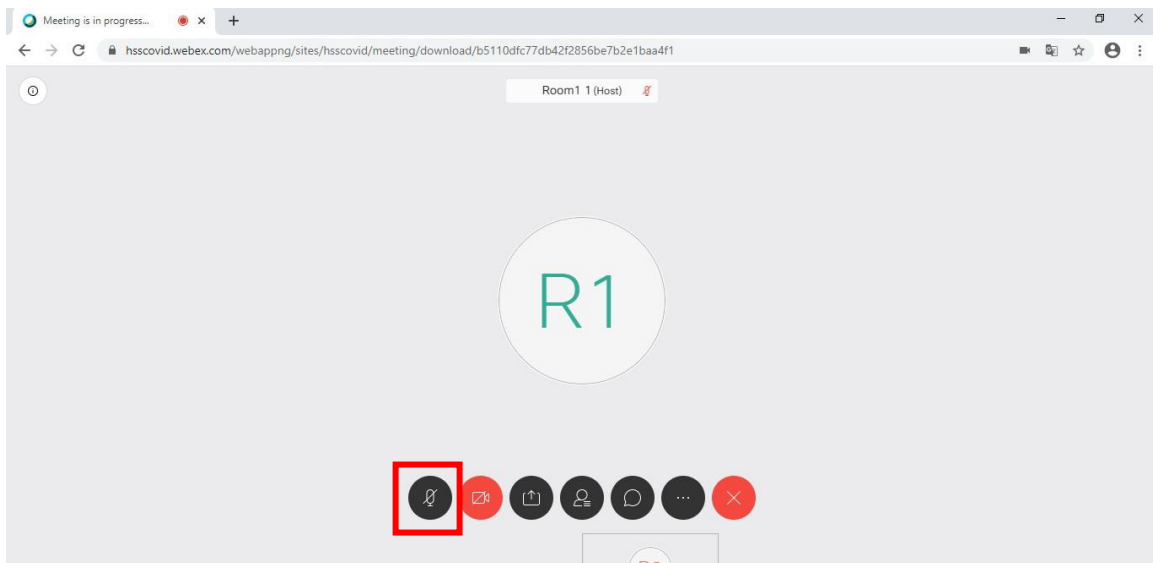 Meeting is in progress...
hsscovid.webex.com/webappng/sites/hsscovid/meeting/download/b5110dfc77db42f2856be7b2e1baa4f1
Room1 1 (Host)
R1